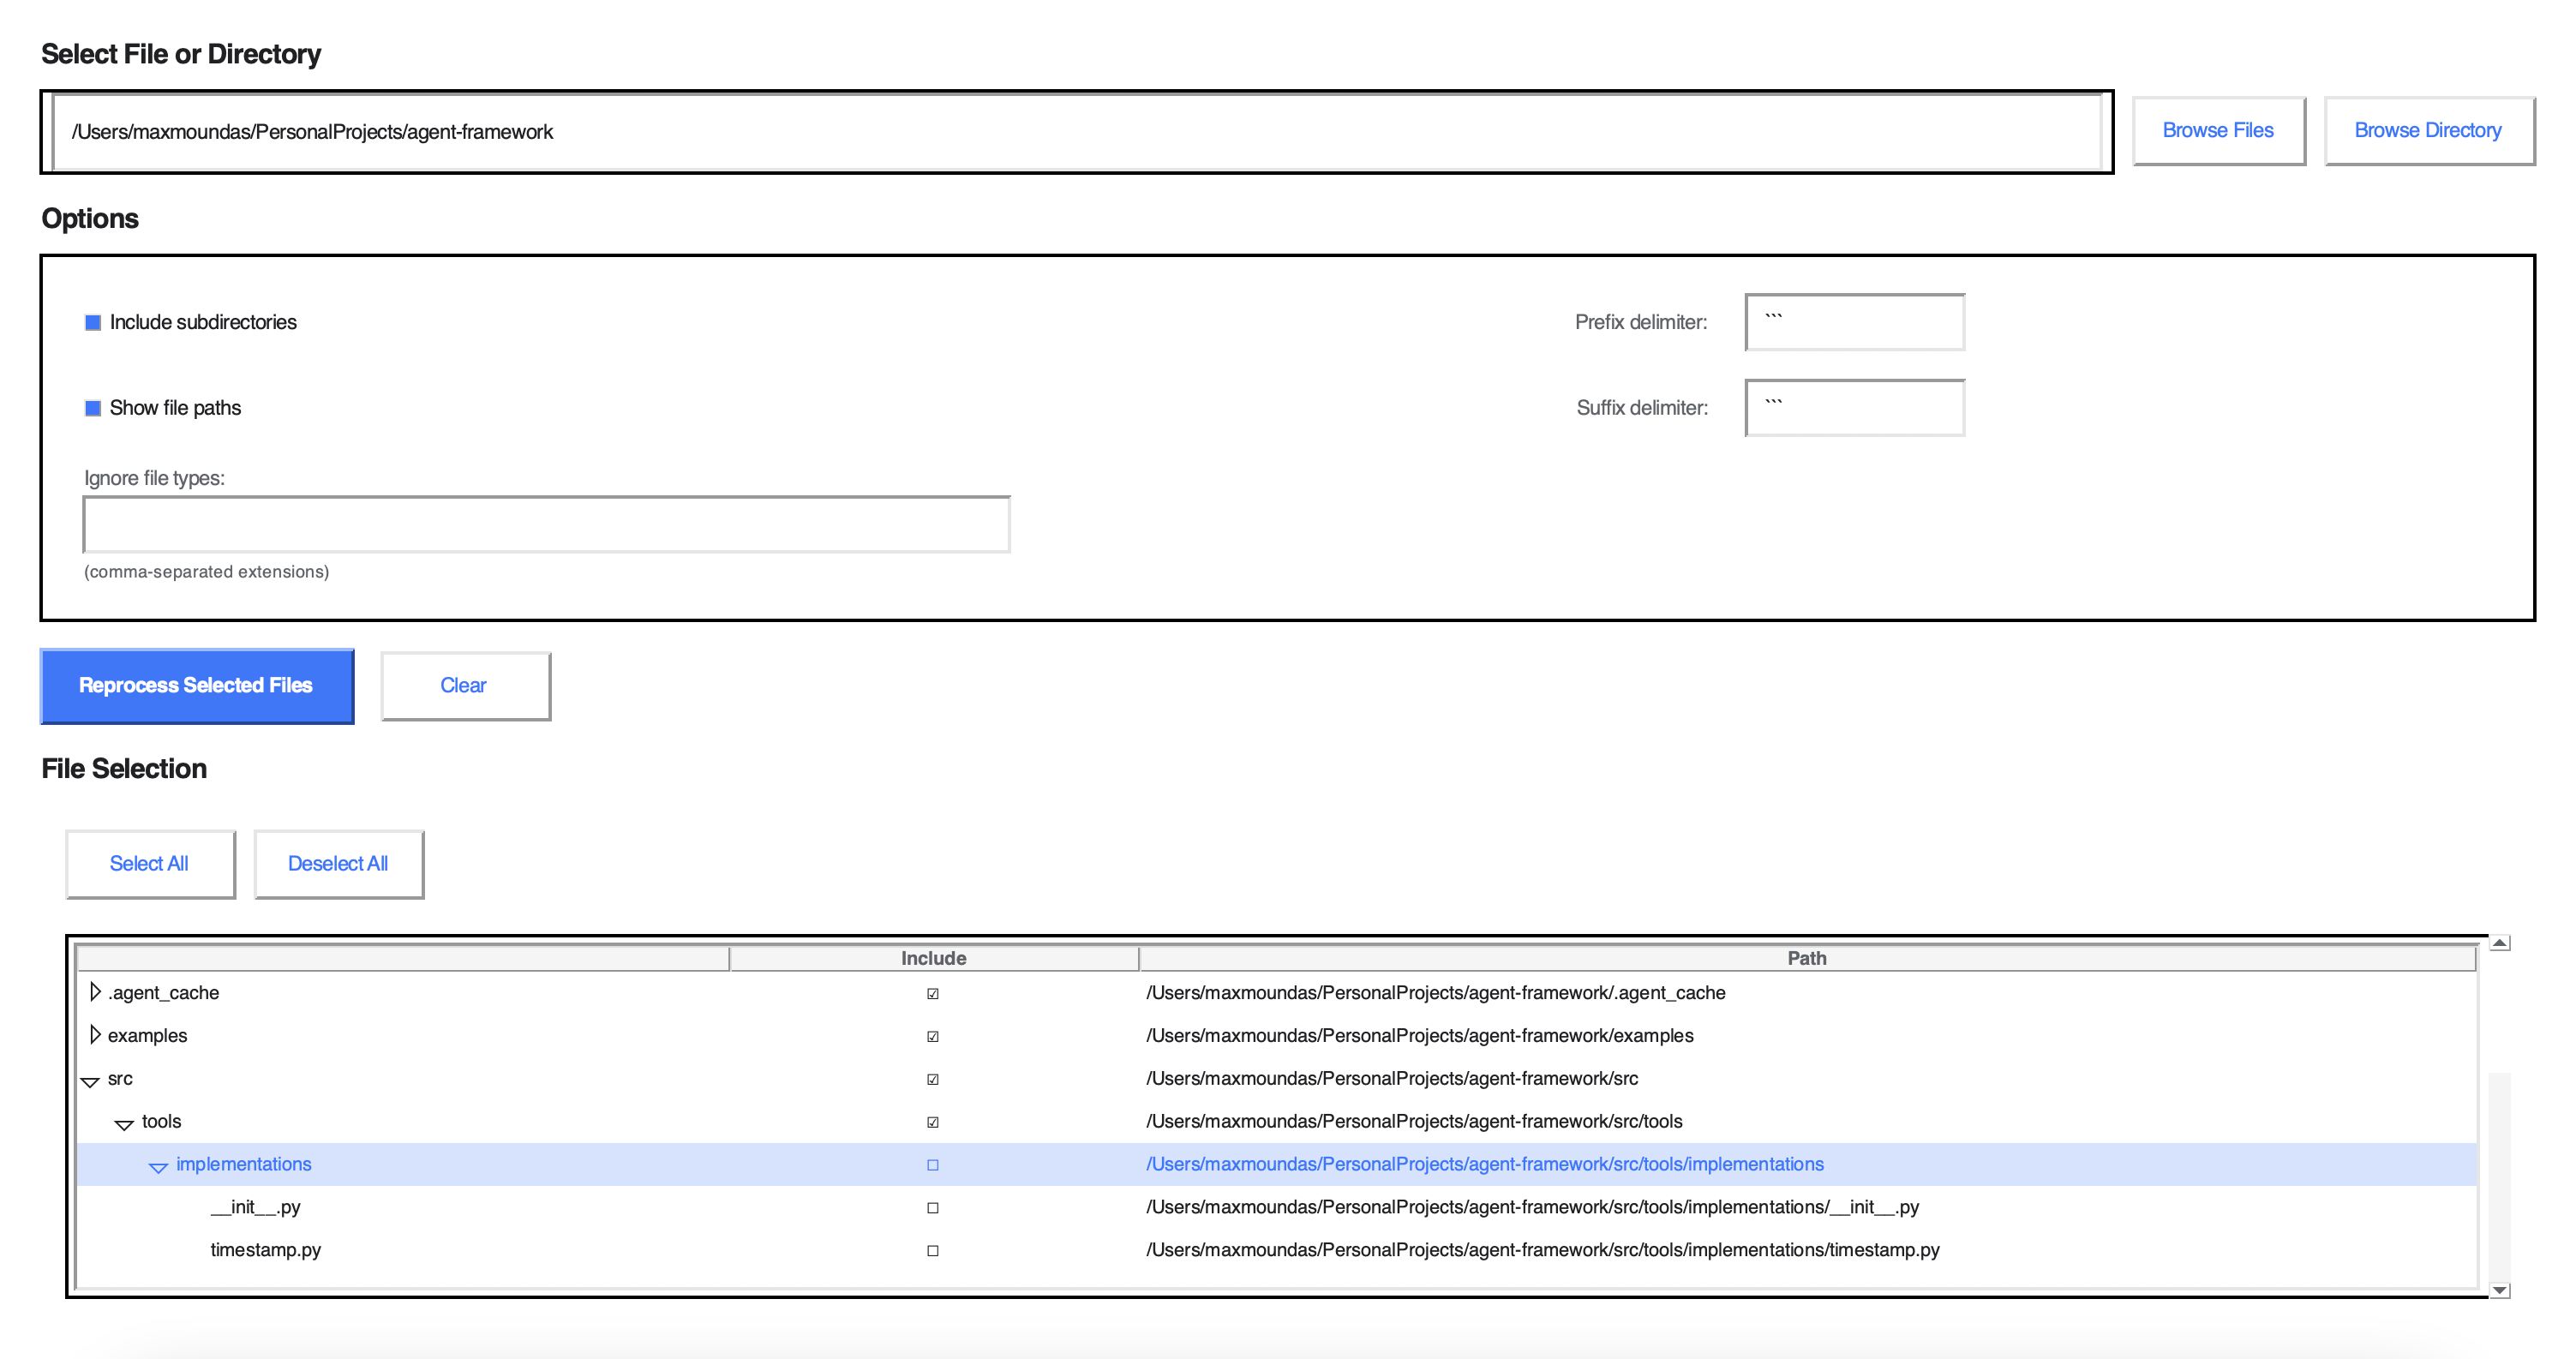 Select File or Directory
/Users/maxmoundas/PersonalProjects/agent-framework
Browse Files
Browse Directory
Options
Include subdirectories
Prefix delimiter:
```
Show file paths
Suffix delimiter:
```
Ignore file types:
(comma-separated extensions)
Reprocess Selected Files
Clear
File Selection
Select All
Deselect All
Include Path
.agent_cache ☑ /Users/maxmoundas/PersonalProjects/agent-framework/.agent_cache
examples ☑ /Users/maxmoundas/PersonalProjects/agent-framework/examples
src ☑ /Users/maxmoundas/PersonalProjects/agent-framework/src
tools ☑ /Users/maxmoundas/PersonalProjects/agent-framework/src/tools
implementations ☐ /Users/maxmoundas/PersonalProjects/agent-framework/src/tools/implementations
__init__.py ☐ /Users/maxmoundas/PersonalProjects/agent-framework/src/tools/implementations/__init__.py
timestamp.py ☐ /Users/maxmoundas/PersonalProjects/agent-framework/src/tools/implementations/timestamp.py